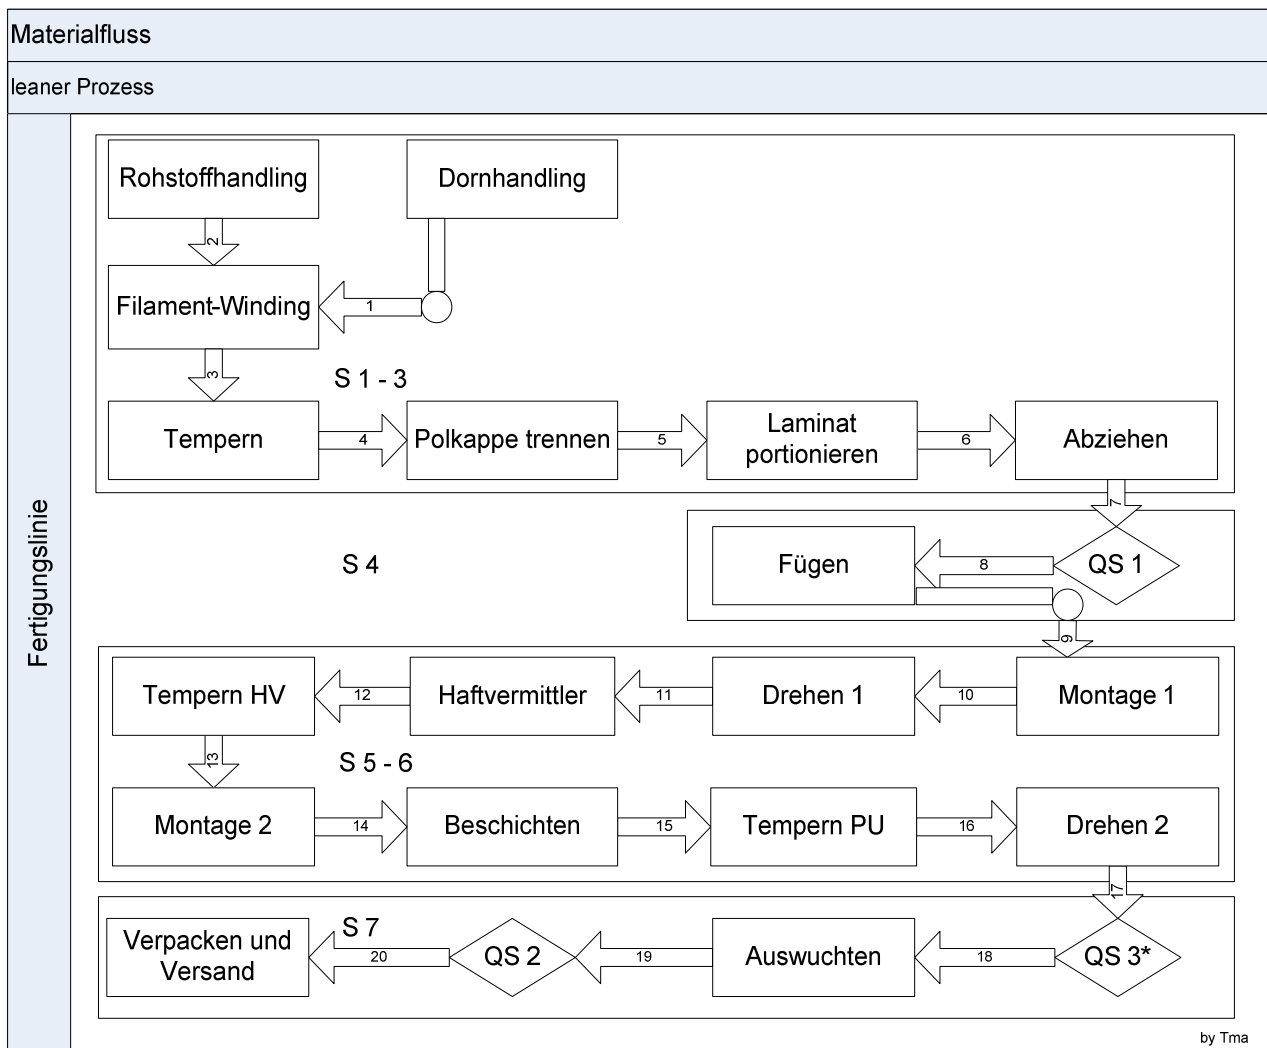 Materialfluss
leaner Prozess
Fertigungslinie
Rohstoffhandling
Dornhandling
2
Filament-Winding
1
3
S 1 - 3
Tempern
4
Polkappe trennen
5
Laminat
portionieren
6
Abziehen
7
S 4
Fügen
8
QS 1
9
Tempern HV
12
Haftvermittler
11
Drehen 1
10
Montage 1
13
S 5 - 6
Montage 2
14
Beschichten
15
Tempern PU
16
Drehen 2
17
S 7
Verpacken und
Versand
20
QS 2
19
Auswuchten
18
QS 3*
by Tma